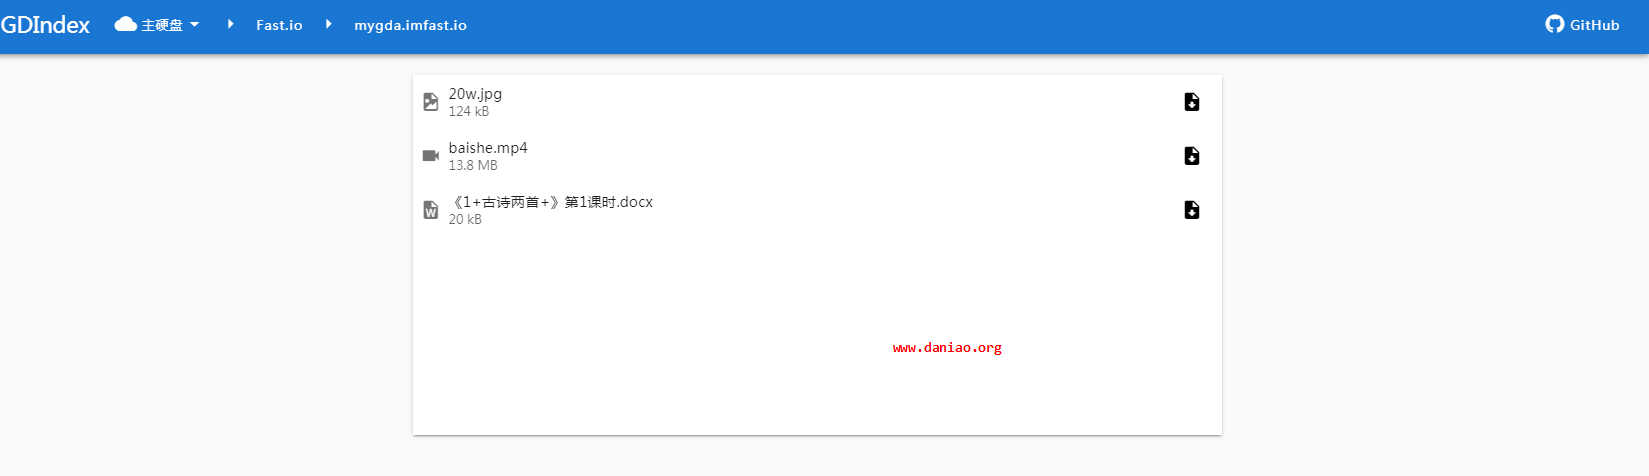 GDIndex 主硬盘 Fast.io mygda.imfast.io GitHub
20w.jpg
124 kB
baishe.mp4
13.8 MB
《1+古诗两首+》第1课时.docx
20 kB
www.daniao.org